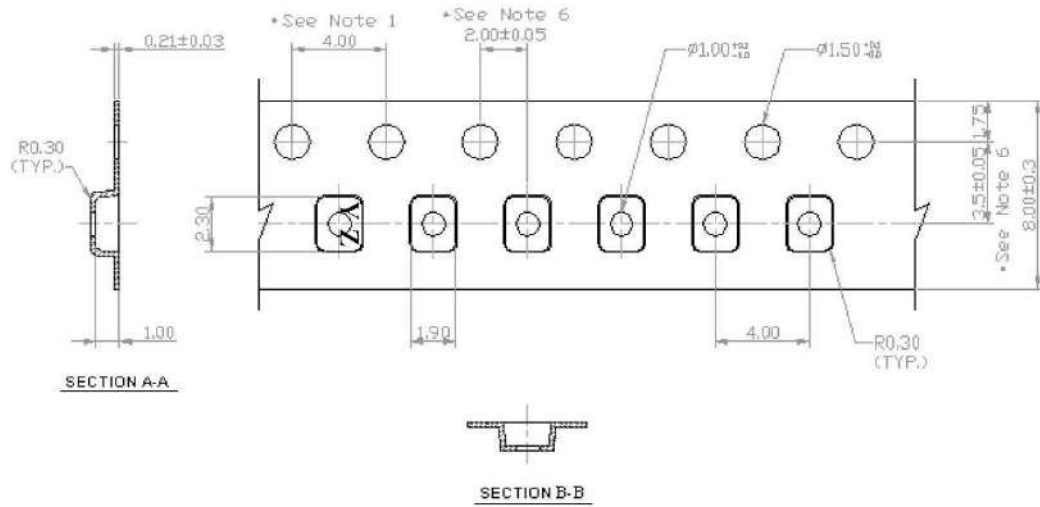 •See Note 1
4.00
•See Note 6
2.00±0.05
0.21±0.03
ø1.00
ø1.50
1.75
3.5±0.05
•See Note 6
8.00±0.3
R0.30
(TYP.)
2.30
1.00
1.90
4.00
R0.30
(TYP.)
SECTION A-A
SECTION B-B